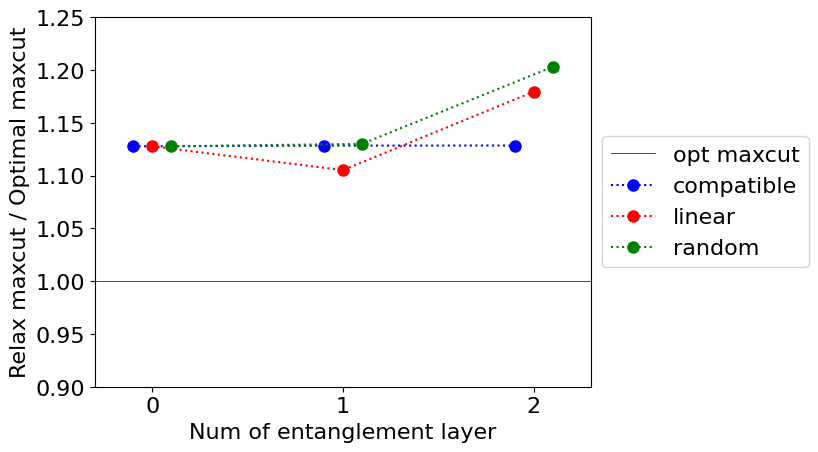 1.25
1.20
1.15
1.10
1.05
1.00
0.95
0.90
Relax maxcut / Optimal maxcut
0 1 2
Num of entanglement layer
opt maxcut
compatible
linear
random